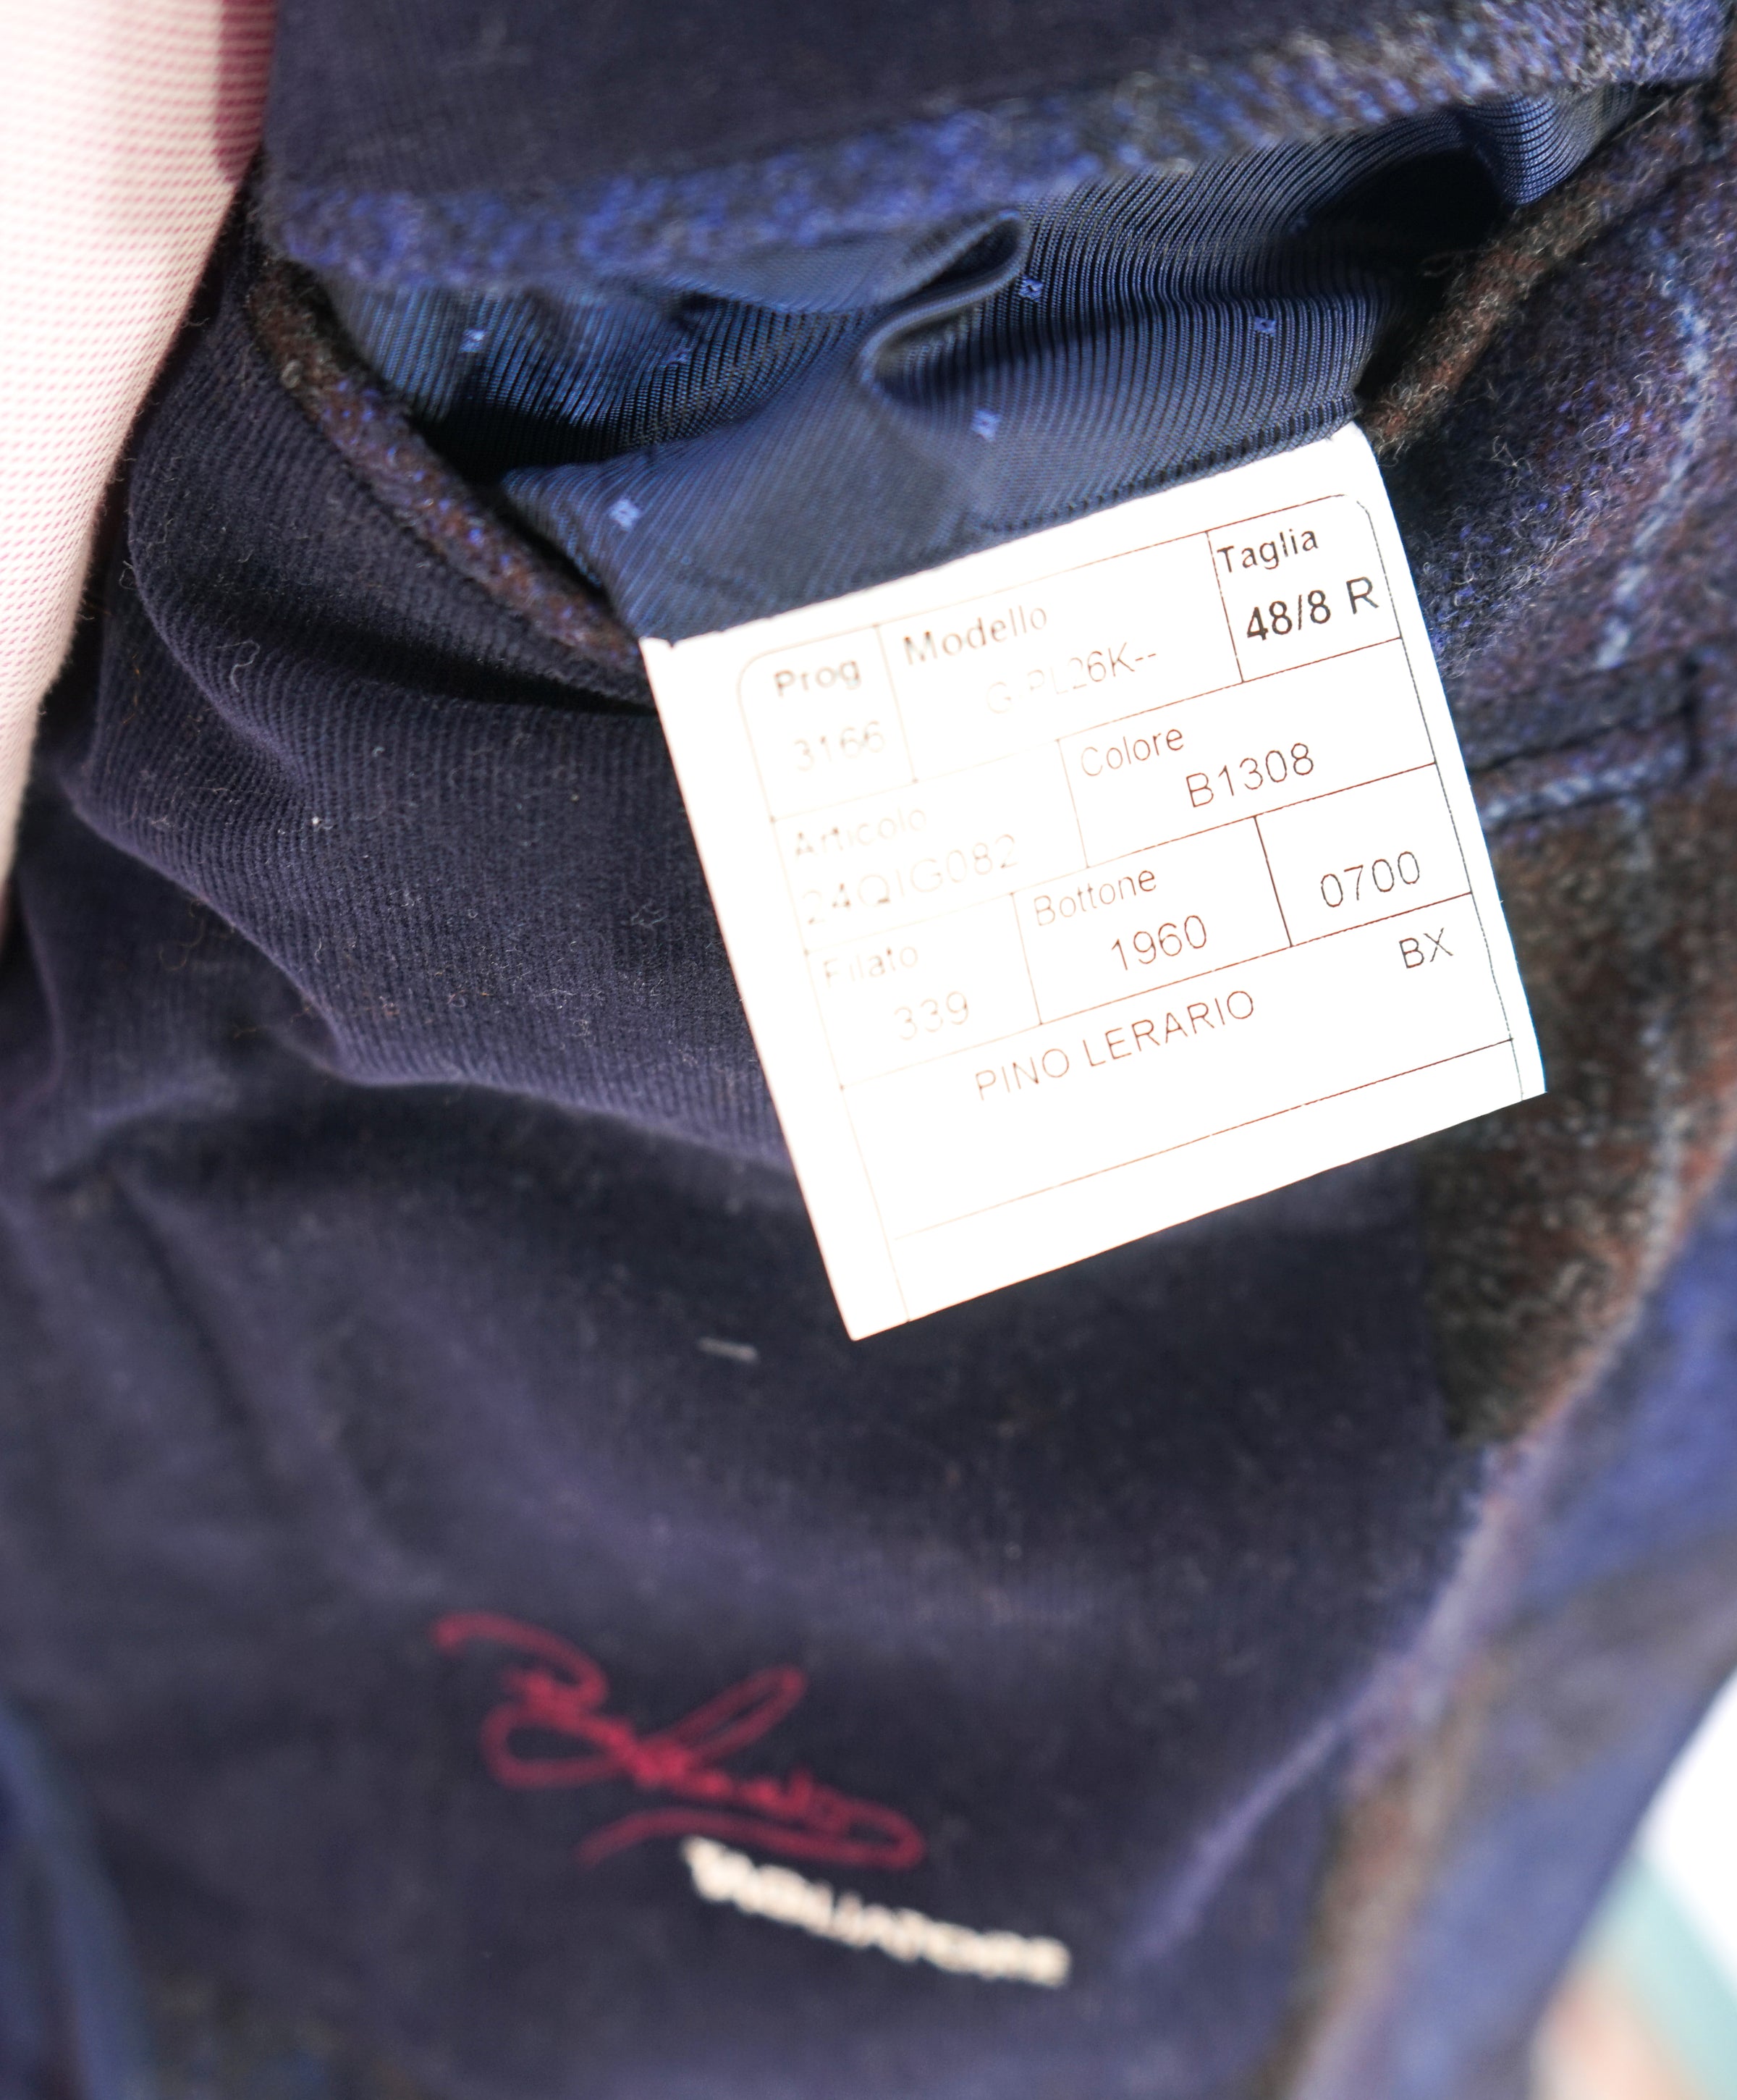 Prog
Modello
Taglia
3166
48/8 R
Articolo
Colore
24QIG082
B1308
Filato
Bottone
339
1960
0700
PINO LERARIO
BX
TAGLIATORE